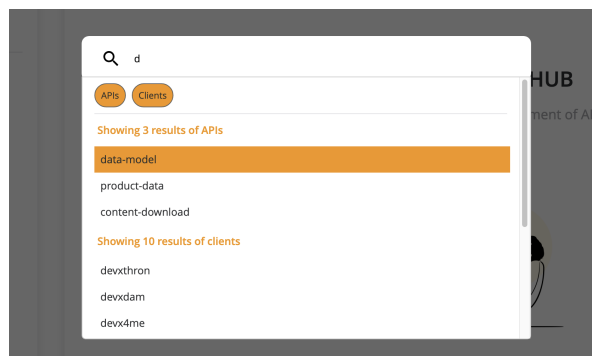 d
HUB
APIs Clients
ment of A
Showing 3 results of APIs
data-model
product-data
content-download
Showing 10 results of clients
devxthron
devxdam
devx4me